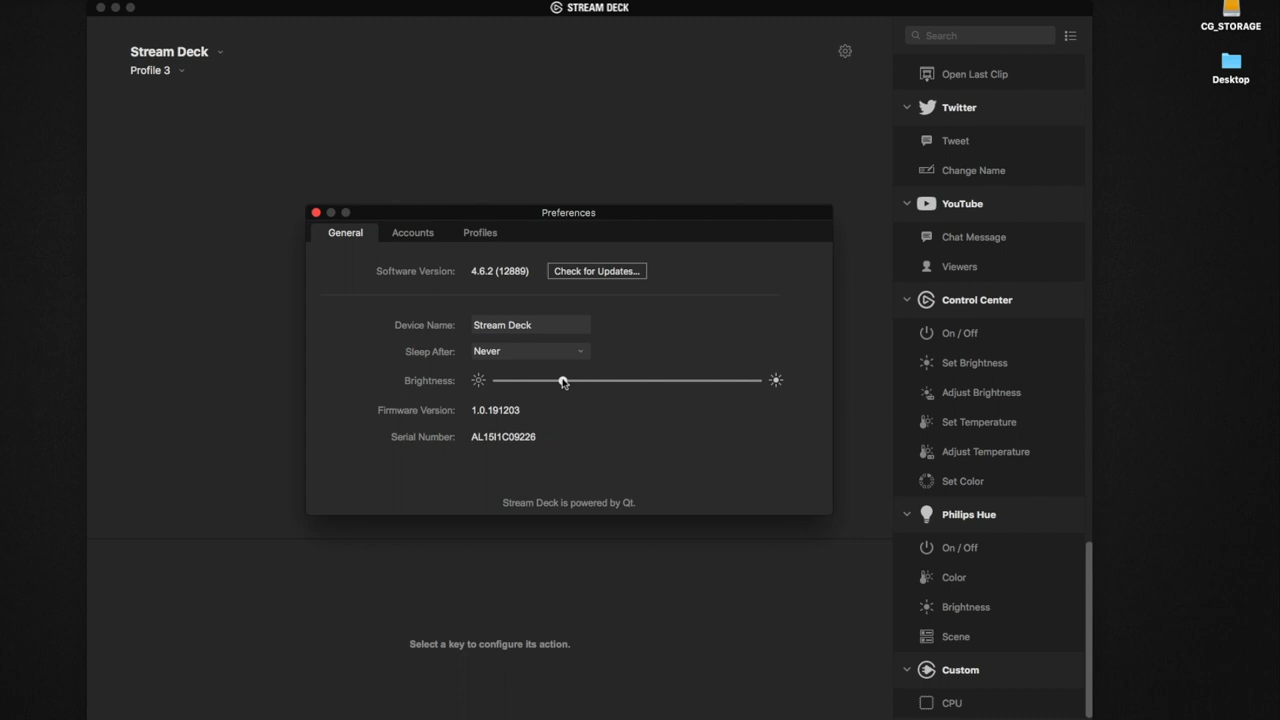 STREAM DECK
Stream Deck
Profile 3
Search
CG_STORAGE
Desktop
Open Last Clip
Twitter
Tweet
Change Name
YouTube
Chat Message
Viewers
Control Center
On / Off
Set Brightness
Adjust Brightness
Set Temperature
Adjust Temperature
Set Color
Philips Hue
On / Off
Color
Brightness
Scene
Custom
CPU
Preferences
General Accounts Profiles
Software Version: 4.6.2 (12889) Check for Updates...
Device Name: Stream Deck
Sleep After: Never
Brightness:
Firmware Version: 1.0.191203
Serial Number: AL15I1C09226
Stream Deck is powered by Qt.
Select a key to configure its action.